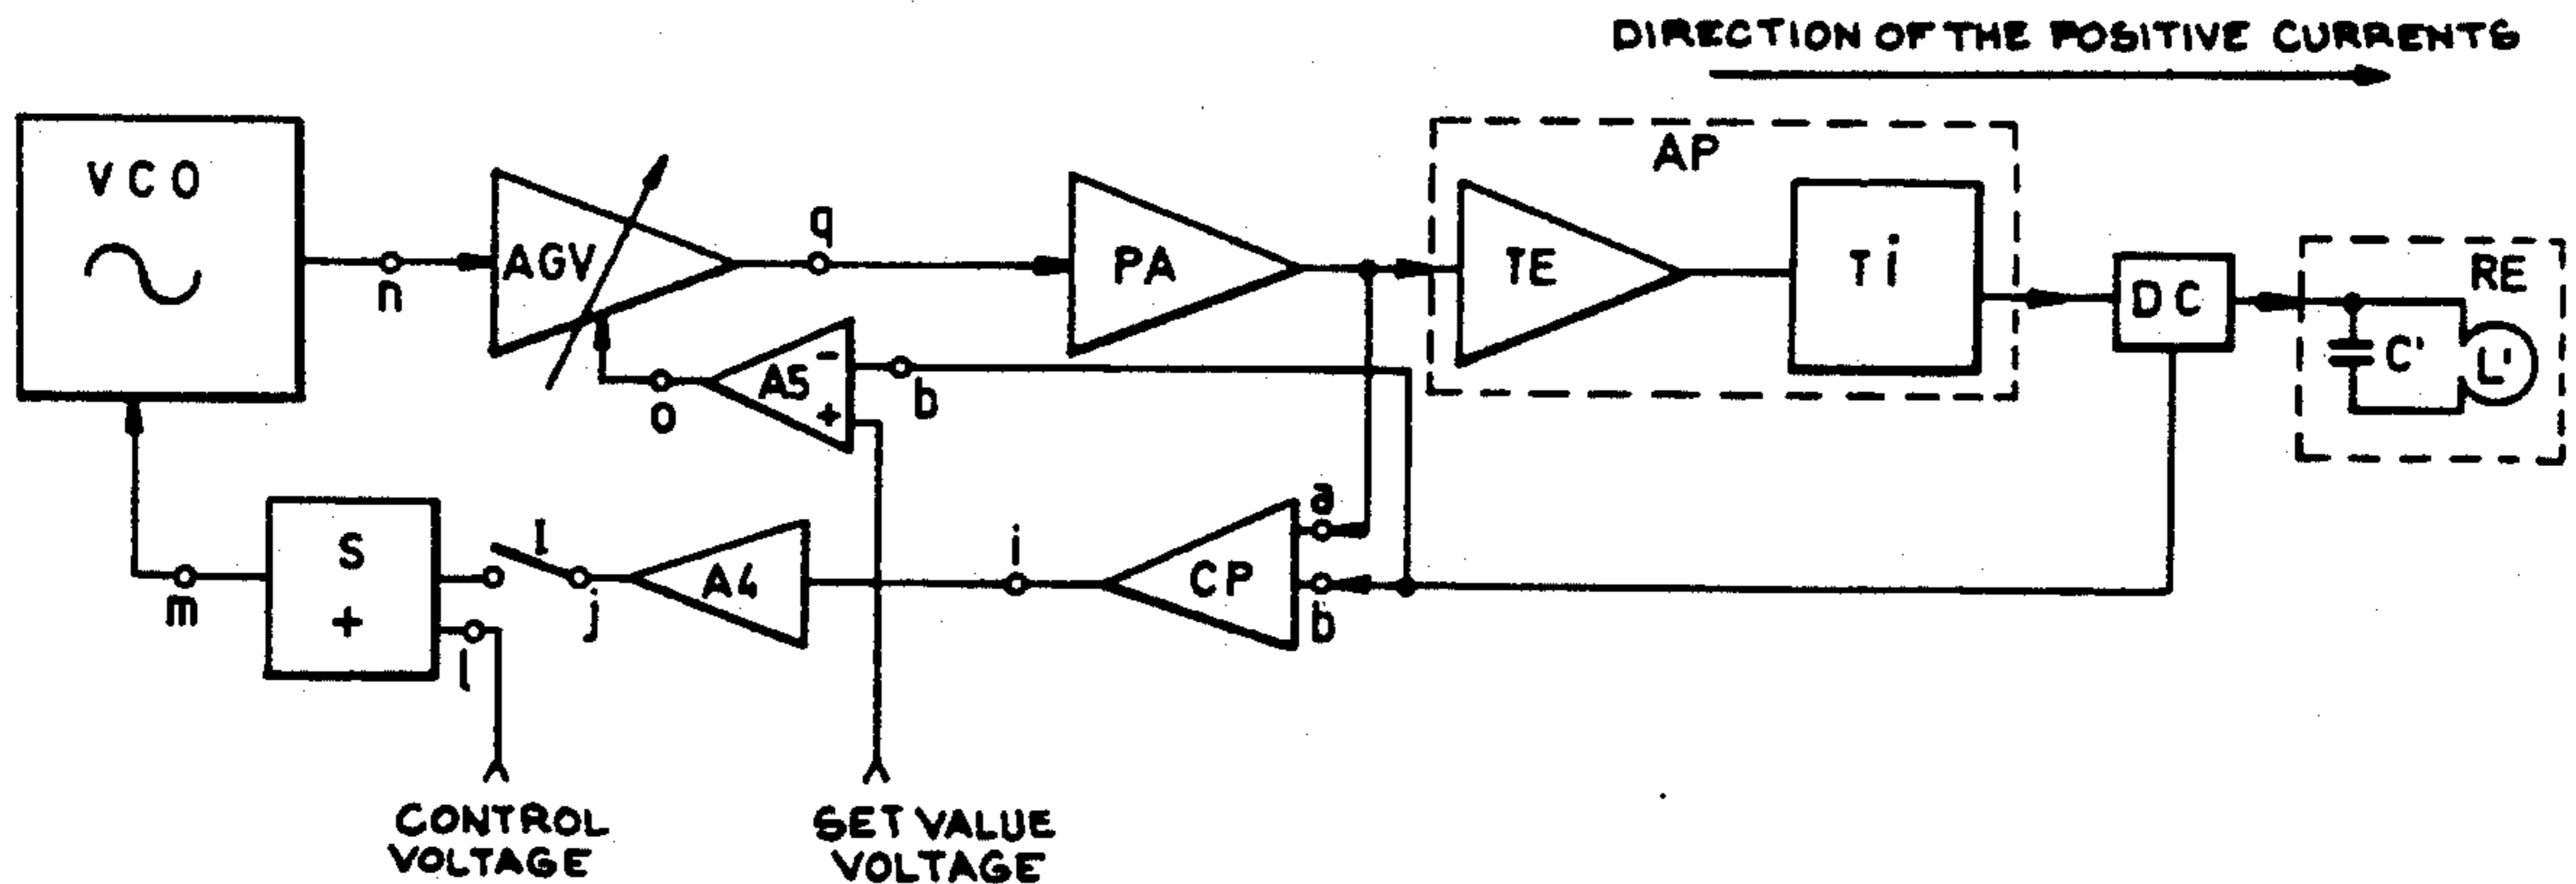 DIRECTION OF THE POSITIVE CURRENTS
VCO
n
AGV
q
PA
AP
TE
Ti
DC
RE
C'
L'
A5
-
+
o
b
a
b
CP
i
A4
j
I
S
+
l
m
CONTROL
VOLTAGE
SET VALUE
VOLTAGE